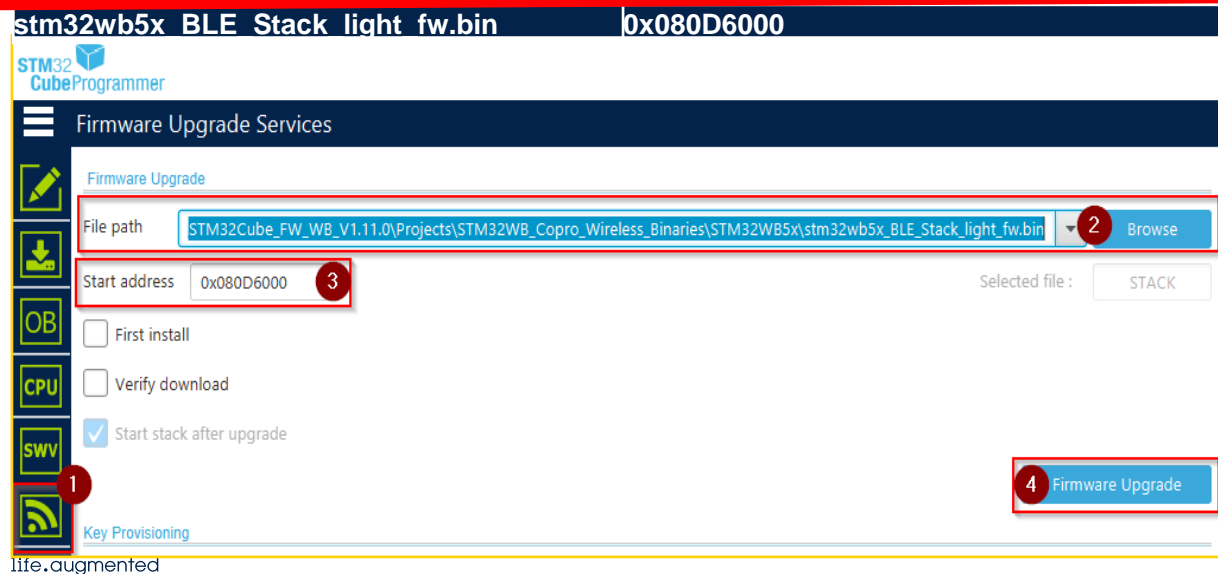 stm32wb5x_BLE_Stack_light_fw.bin 0x080D6000
STM32
CubeProgrammer
Firmware Upgrade Services
Firmware Upgrade
File path STM32Cube_FW_WB_V1.11.0\Projects\STM32WB_Copro_Wireless_Binaries\STM32WB5x\stm32wb5x_BLE_Stack_light_fw.bin 2 Browse
Start address 0x080D6000 3 Selected file : STACK
OB
First install
CPU
Verify download
SWV
Start stack after upgrade
1
4 Firmware Upgrade
Key Provisioning
life.augmented